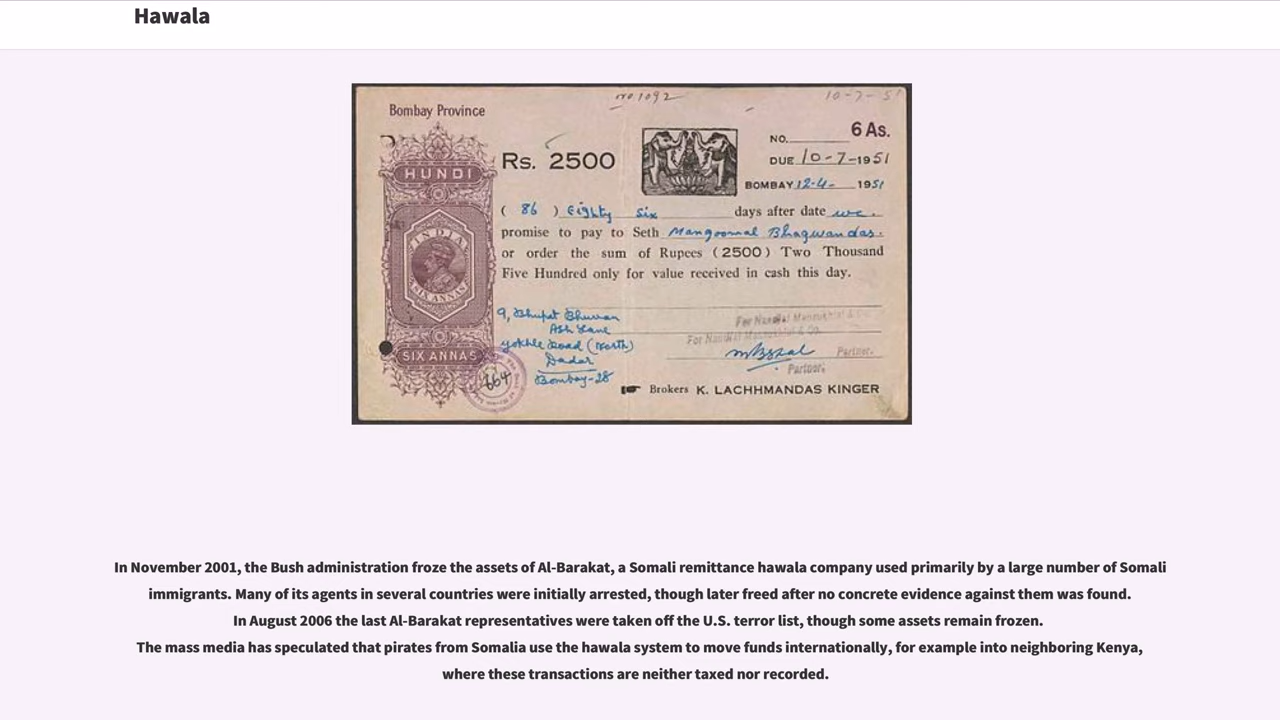 Hawala
no 1092
10-7-51
Bombay Province
HUNDI
INDIA
SIX ANNAS
SIX ANNAS
664
Rs. 2500
NO. 6 As.
DUE 10-7-1951
BOMBAY 12-4- 1951
( 86 ) Eighty Six days after date we.
promise to pay to Seth Mangoomal Bhagwandas.
or order the sum of Rupees (2500) Two Thousand
Five Hundred only for value received in cash this day.
9, Bhupat Bhuvan
Ash Lane
Gokhle Road (North)
Dadar
Bombay-28
Partner.
Partner.
Brokers K. LACHHMANDAS KINGER
In November 2001, the Bush administration froze the assets of Al-Barakat, a Somali remittance hawala company used primarily by a large number of Somali
immigrants. Many of its agents in several countries were initially arrested, though later freed after no concrete evidence against them was found.
In August 2006 the last Al-Barakat representatives were taken off the U.S. terror list, though some assets remain frozen.
The mass media has speculated that pirates from Somalia use the hawala system to move funds internationally, for example into neighboring Kenya,
where these transactions are neither taxed nor recorded.